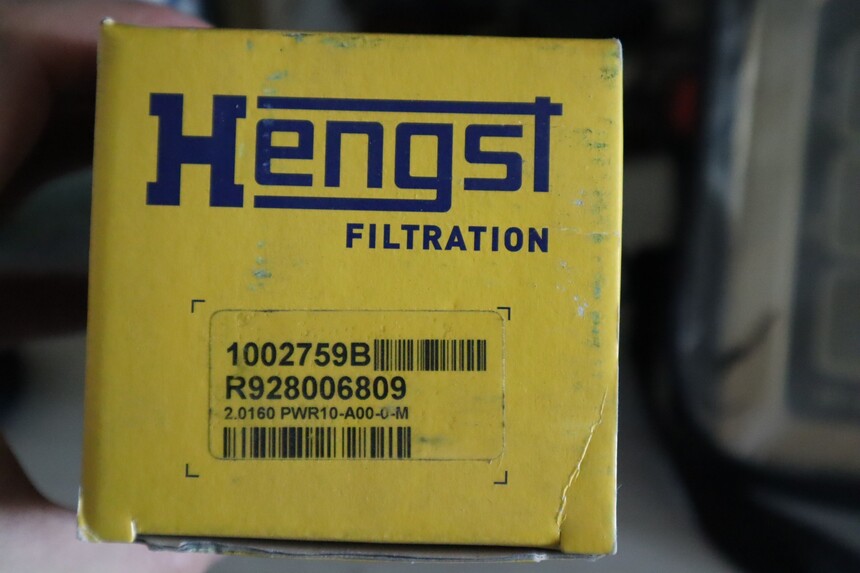 Hengst
FILTRATION
1002759B
R928006809
2.0160 PWR10-A00-0-M